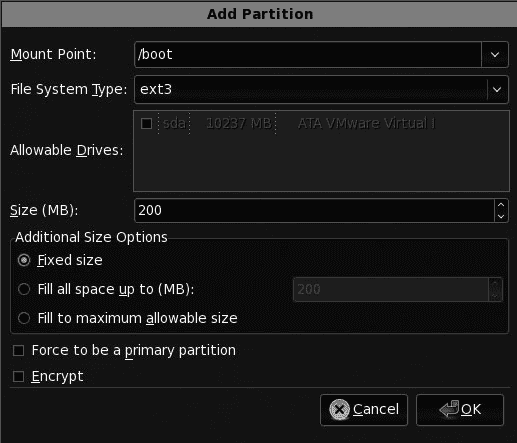 Add Partition
Mount Point: /boot
File System Type: ext3
Allowable Drives: sda 10237 MB ATA VMware Virtual I
Size (MB): 200
Additional Size Options
Fixed size
Fill all space up to (MB): 200
Fill to maximum allowable size
Force to be a primary partition
Encrypt
Cancel OK